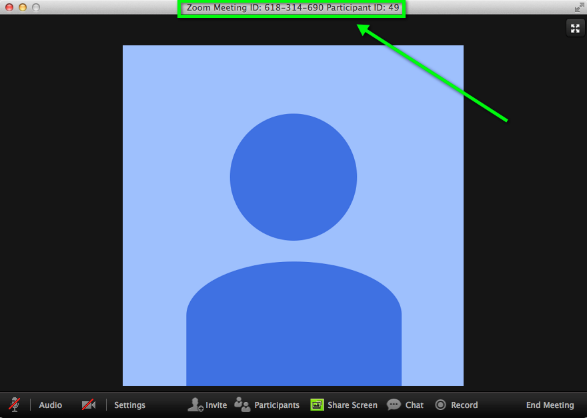 Zoom Meeting ID: 618-314-690 Participant ID: 49
Audio Settings Invite Participants Share Screen Chat Record End Meeting